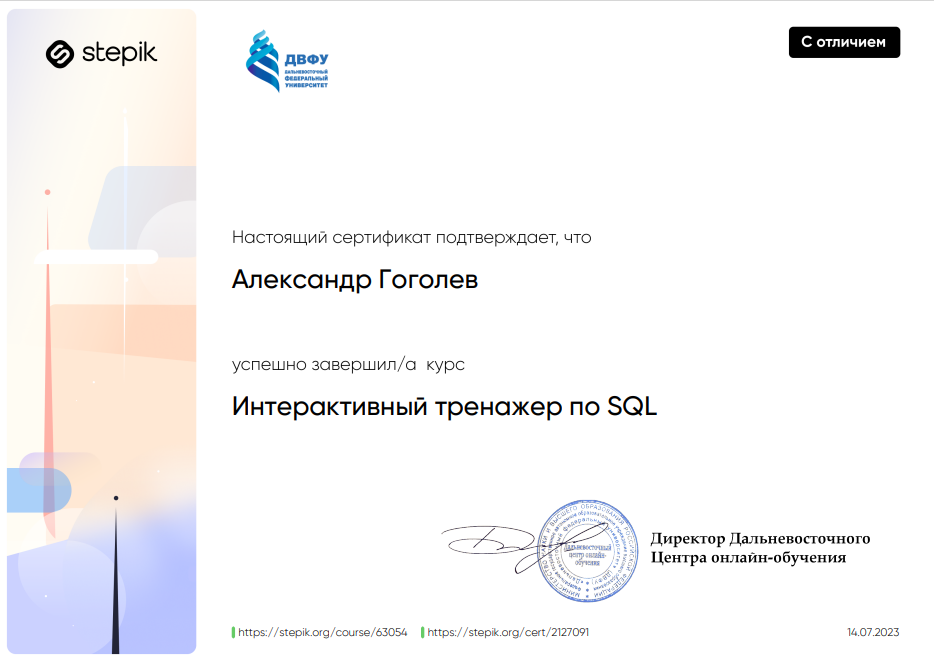 stepik
ДВФУ
ДАЛЬНЕВОСТОЧНЫЙ
ФЕДЕРАЛЬНЫЙ
УНИВЕРСИТЕТ
С отличием
Настоящий сертификат подтверждает, что
Александр Гоголев
успешно завершил/а курс
Интерактивный тренажер по SQL
Дальневосточный
центр онлайн-
обучения
Директор Дальневосточного
Центра онлайн-обучения
https://stepik.org/course/63054
https://stepik.org/cert/2127091
14.07.2023